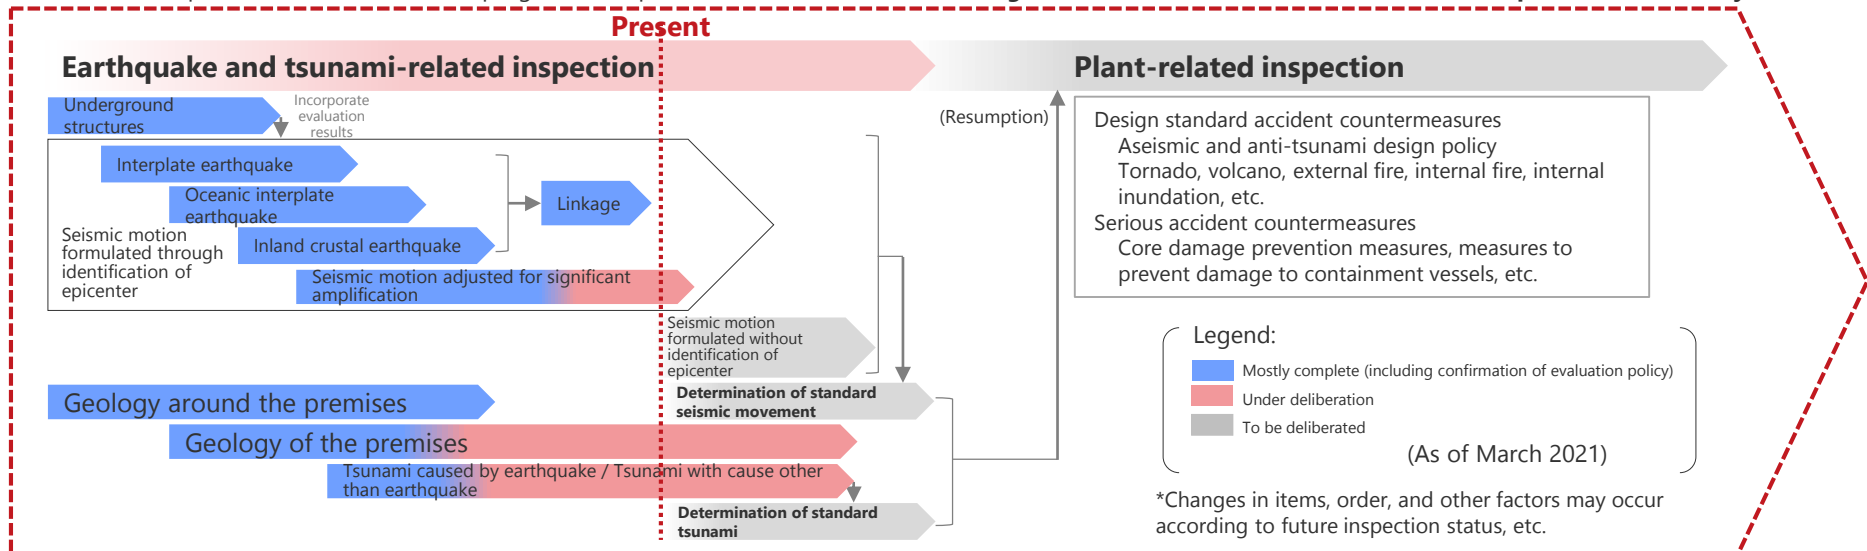 Present
Earthquake and tsunami-related inspection
Plant-related inspection
Underground
structures
Incorporate
evaluation
results
Interplate earthquake
Oceanic interplate
earthquake
Inland crustal earthquake
Linkage
Seismic motion
formulated through
identification of
epicenter
Seismic motion adjusted for significant
amplification
Seismic motion
formulated without
identification of
epicenter
Determination of standard
seismic movement
Geology around the premises
Geology of the premises
Tsunami caused by earthquake / Tsunami with cause other
than earthquake
Determination of standard
tsunami
(Resumption)
Design standard accident countermeasures
Aseismic and anti-tsunami design policy
Tornado, volcano, external fire, internal fire, internal
inundation, etc.
Serious accident countermeasures
Core damage prevention measures, measures to
prevent damage to containment vessels, etc.
Legend:
Mostly complete (including confirmation of evaluation policy)
Under deliberation
To be deliberated
(As of March 2021)
*Changes in items, order, and other factors may occur
according to future inspection status, etc.